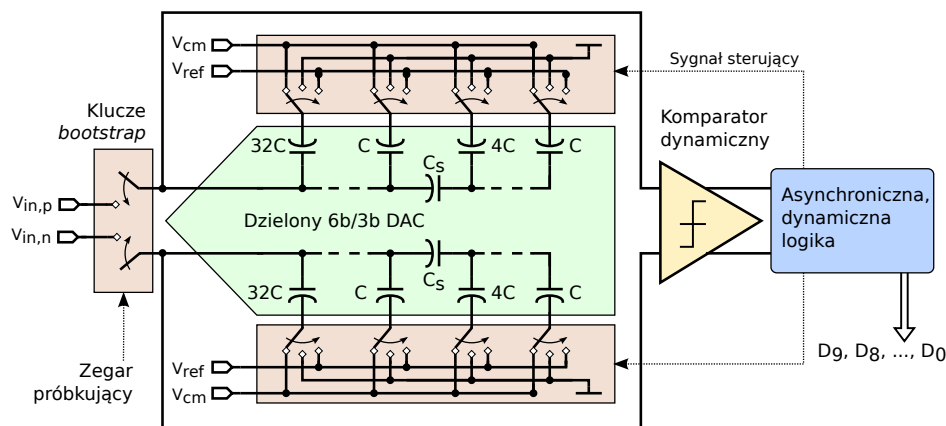 Vcm
Vref
Sygnał sterujący
Klucze
bootstrap
Komparator
dynamiczny
32C
C
4C
C
CS
Vin,p
Vin,n
Dzielony 6b/3b DAC
Asynchroniczna,
dynamiczna
logika
CS
32C
C
4C
C
Zegar
próbkujący
Vref
Vcm
D9, D8, ..., D0